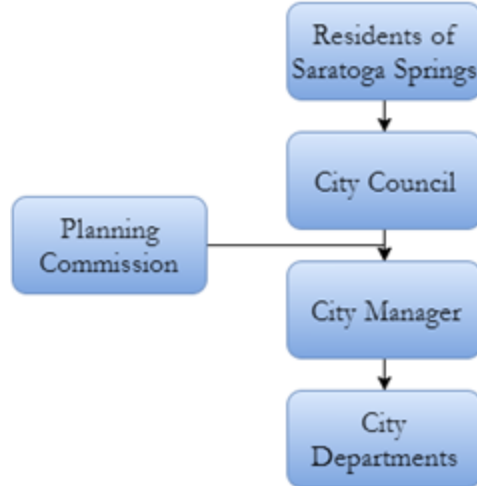 Residents of
Saratoga Springs
City Council
Planning
Commission
City Manager
City
Departments